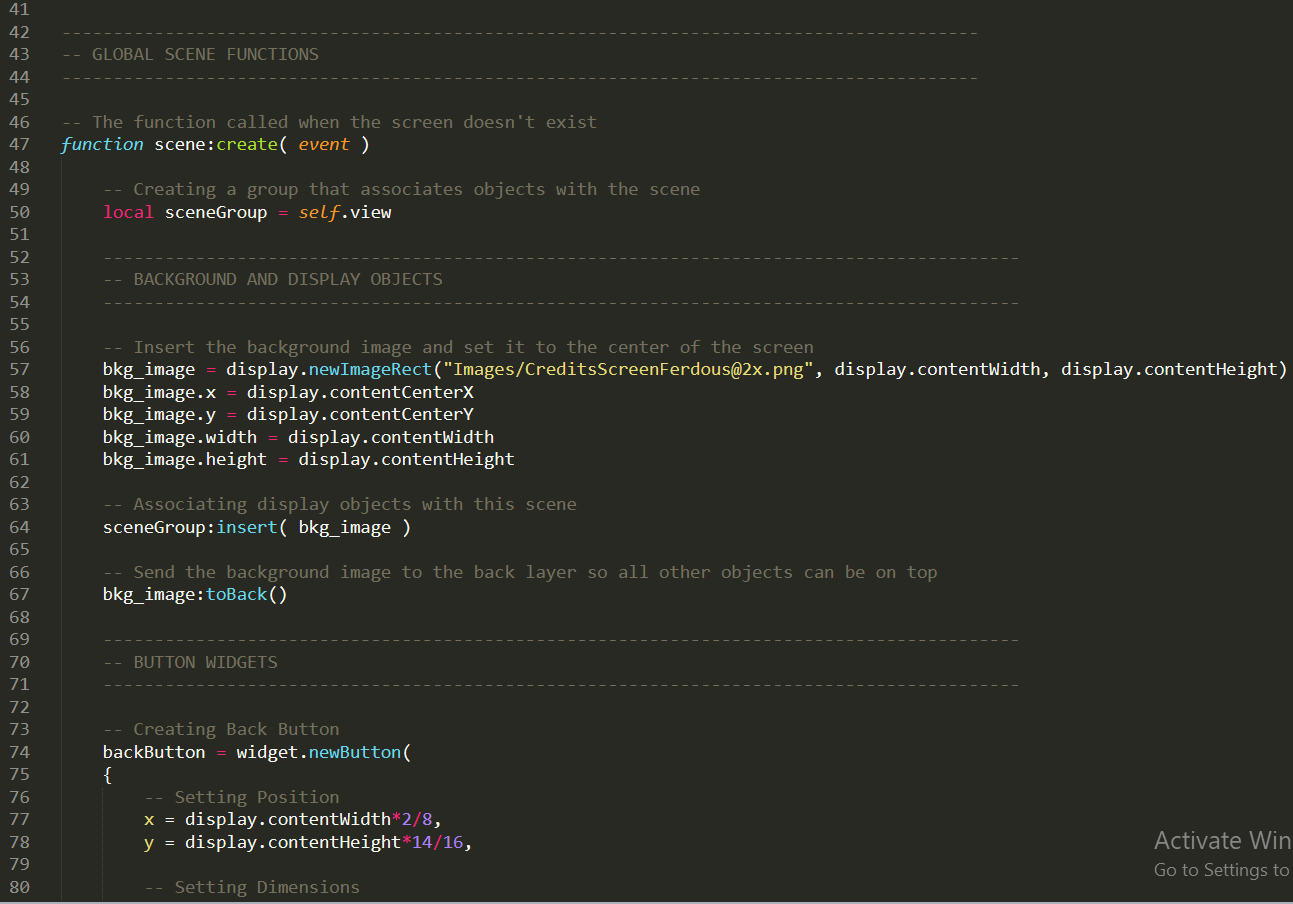 41
42 -----------------------------------------------------------------------------------------
43 -- GLOBAL SCENE FUNCTIONS
44 -----------------------------------------------------------------------------------------
45
46 -- The function called when the screen doesn't exist
47 function scene:create( event )
48
49     -- Creating a group that associates objects with the scene
50     local sceneGroup = self.view
51
52     -----------------------------------------------------------------------------------------
53     -- BACKGROUND AND DISPLAY OBJECTS
54     -----------------------------------------------------------------------------------------
55
56     -- Insert the background image and set it to the center of the screen
57     bkg_image = display.newImageRect("Images/CreditsScreenFerdous@2x.png", display.contentWidth, display.contentHeight)
58     bkg_image.x = display.contentCenterX
59     bkg_image.y = display.contentCenterY
60     bkg_image.width = display.contentWidth
61     bkg_image.height = display.contentHeight
62
63     -- Associating display objects with this scene
64     sceneGroup:insert( bkg_image )
65
66     -- Send the background image to the back layer so all other objects can be on top
67     bkg_image:toBack()
68
69     -----------------------------------------------------------------------------------------
70     -- BUTTON WIDGETS
71     -----------------------------------------------------------------------------------------
72
73     -- Creating Back Button
74     backButton = widget.newButton(
75     {
76         -- Setting Position
77         x = display.contentWidth*2/8,
78         y = display.contentHeight*14/16,
79
80         -- Setting Dimensions
Activate Win
Go to Settings to